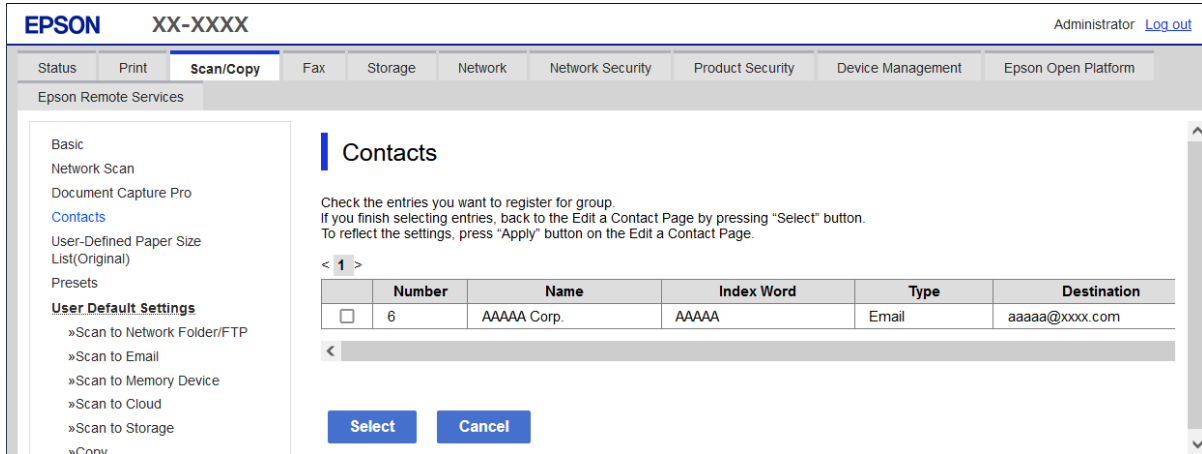 EPSON XX-XXXX Administrator Log out
Status Print Scan/Copy Fax Storage Network Network Security Product Security Device Management Epson Open Platform
Epson Remote Services
Basic
Network Scan
Document Capture Pro
Contacts
User-Defined Paper Size
List(Original)
Presets
User Default Settings
»Scan to Network Folder/FTP
»Scan to Email
»Scan to Memory Device
»Scan to Cloud
»Scan to Storage
»Copy
Contacts
Check the entries you want to register for group.
If you finish selecting entries, back to the Edit a Contact Page by pressing “Select” button.
To reflect the settings, press “Apply” button on the Edit a Contact Page.
< 1 >
Number Name Index Word Type Destination
6 AAAAA Corp. AAAAA Email aaaaa@xxxx.com
Select Cancel